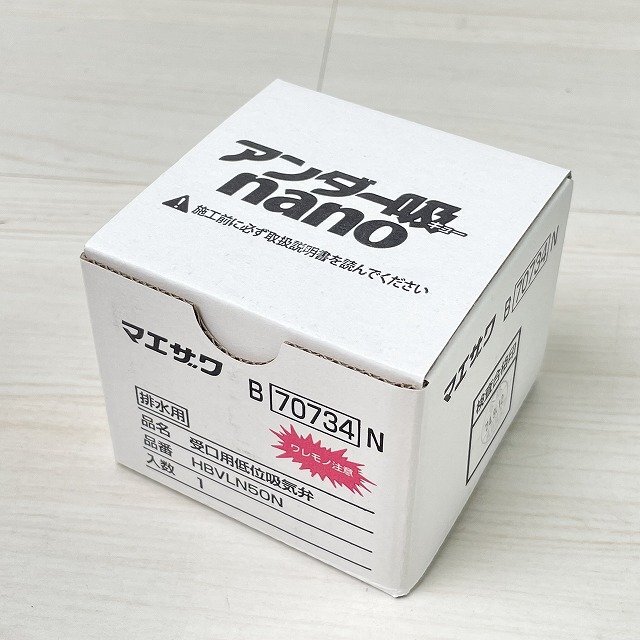 アンダー吸
キュー
nano
施工前に必ず取扱説明書を読んでください
マエザワ
B 70734 N
排水用
品名 受口用低位吸気弁
品番 HBVLN50N
入数 1
ワレモノ注意
マエザワ
B 70734 N